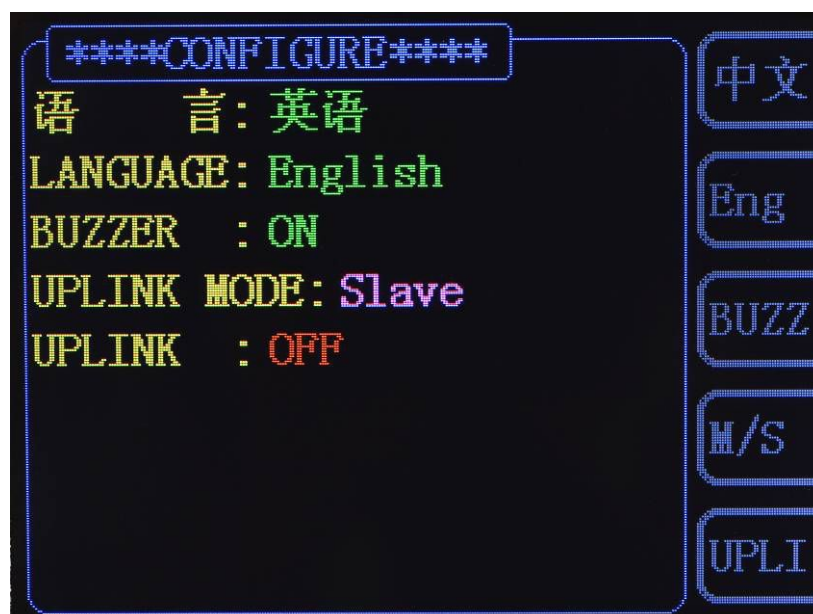 ****CONFIGURE****
语 言: 英语
LANGUAGE: English
BUZZER : ON
UPLINK MODE: Slave
UPLINK : OFF
中文
Eng
BUZZ
M/S
UPLI